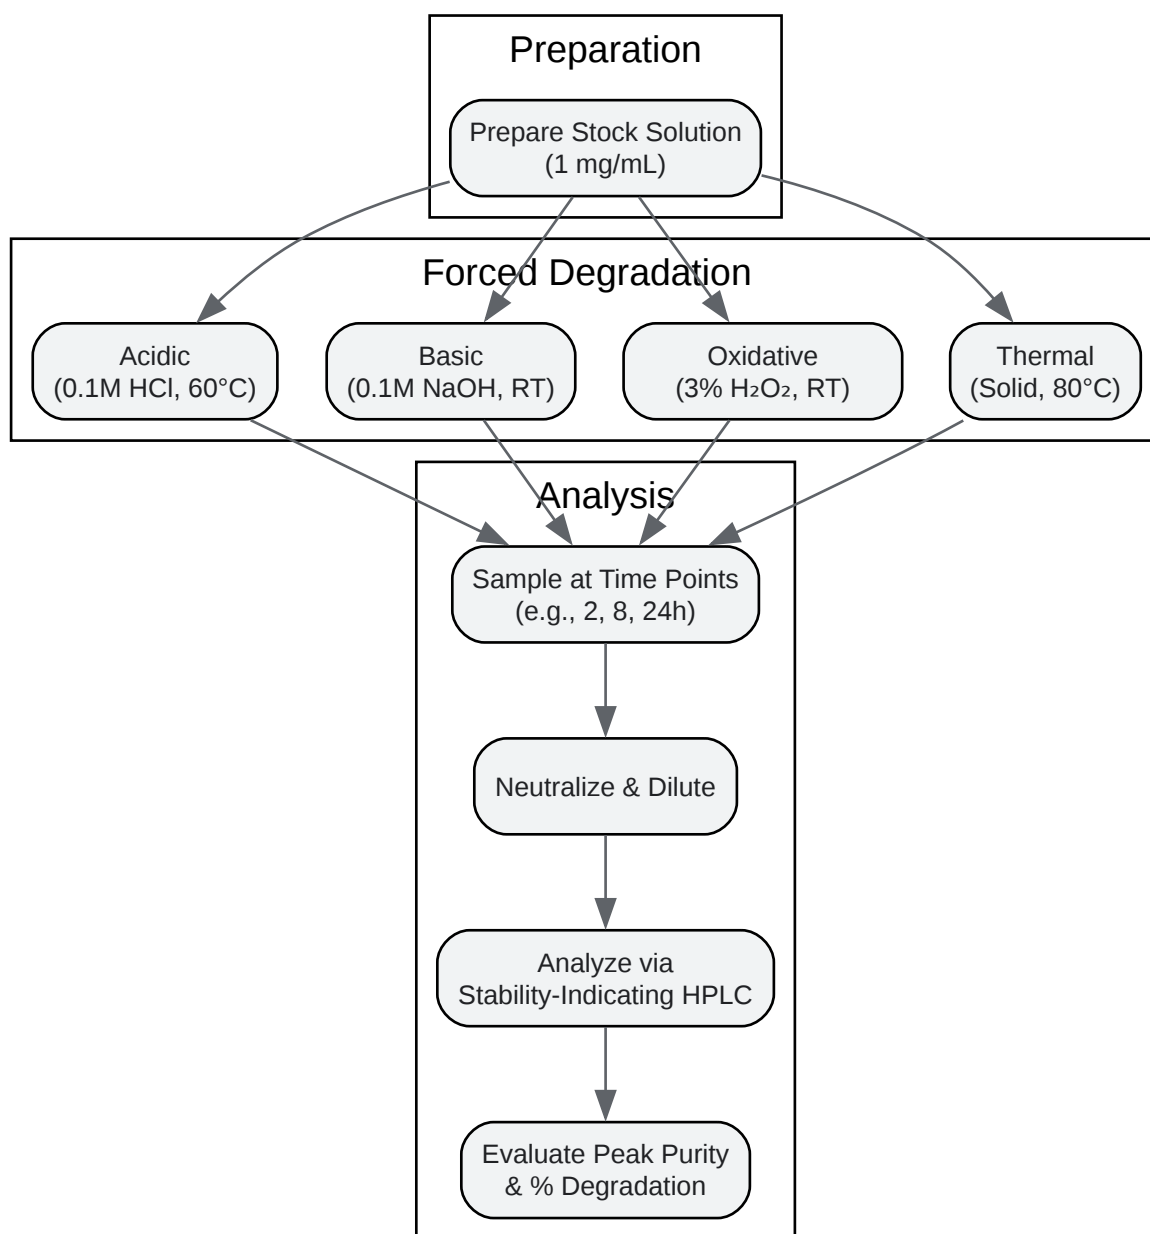 Preparation
Prepare Stock Solution
(1 mg/mL)
Forced Degradation
Acidic
(0.1M HCl, 60°C)
Basic
(0.1M NaOH, RT)
Oxidative
(3% H₂O₂, RT)
Thermal
(Solid, 80°C)
Analysis
Sample at Time Points
(e.g., 2, 8, 24h)
Neutralize & Dilute
Analyze via
Stability-Indicating HPLC
Evaluate Peak Purity
& % Degradation